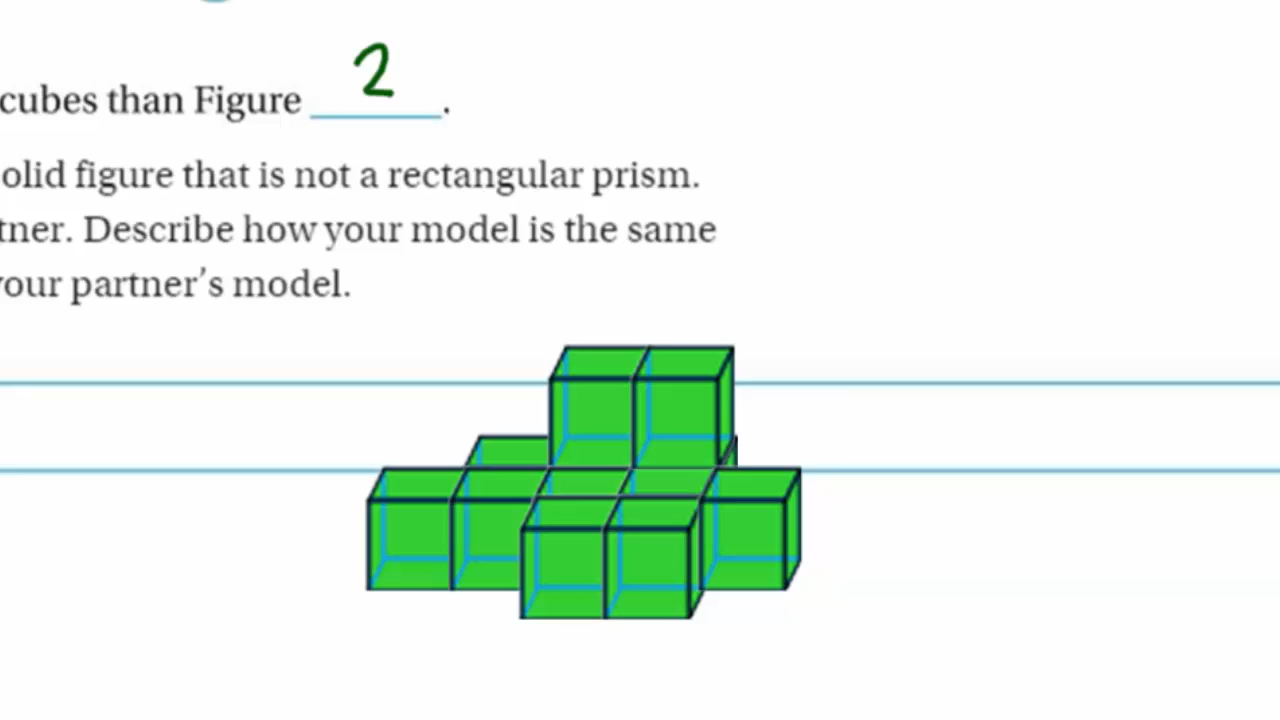 cubes than Figure 2.
olid figure that is not a rectangular prism.
tner. Describe how your model is the same
your partner's model.